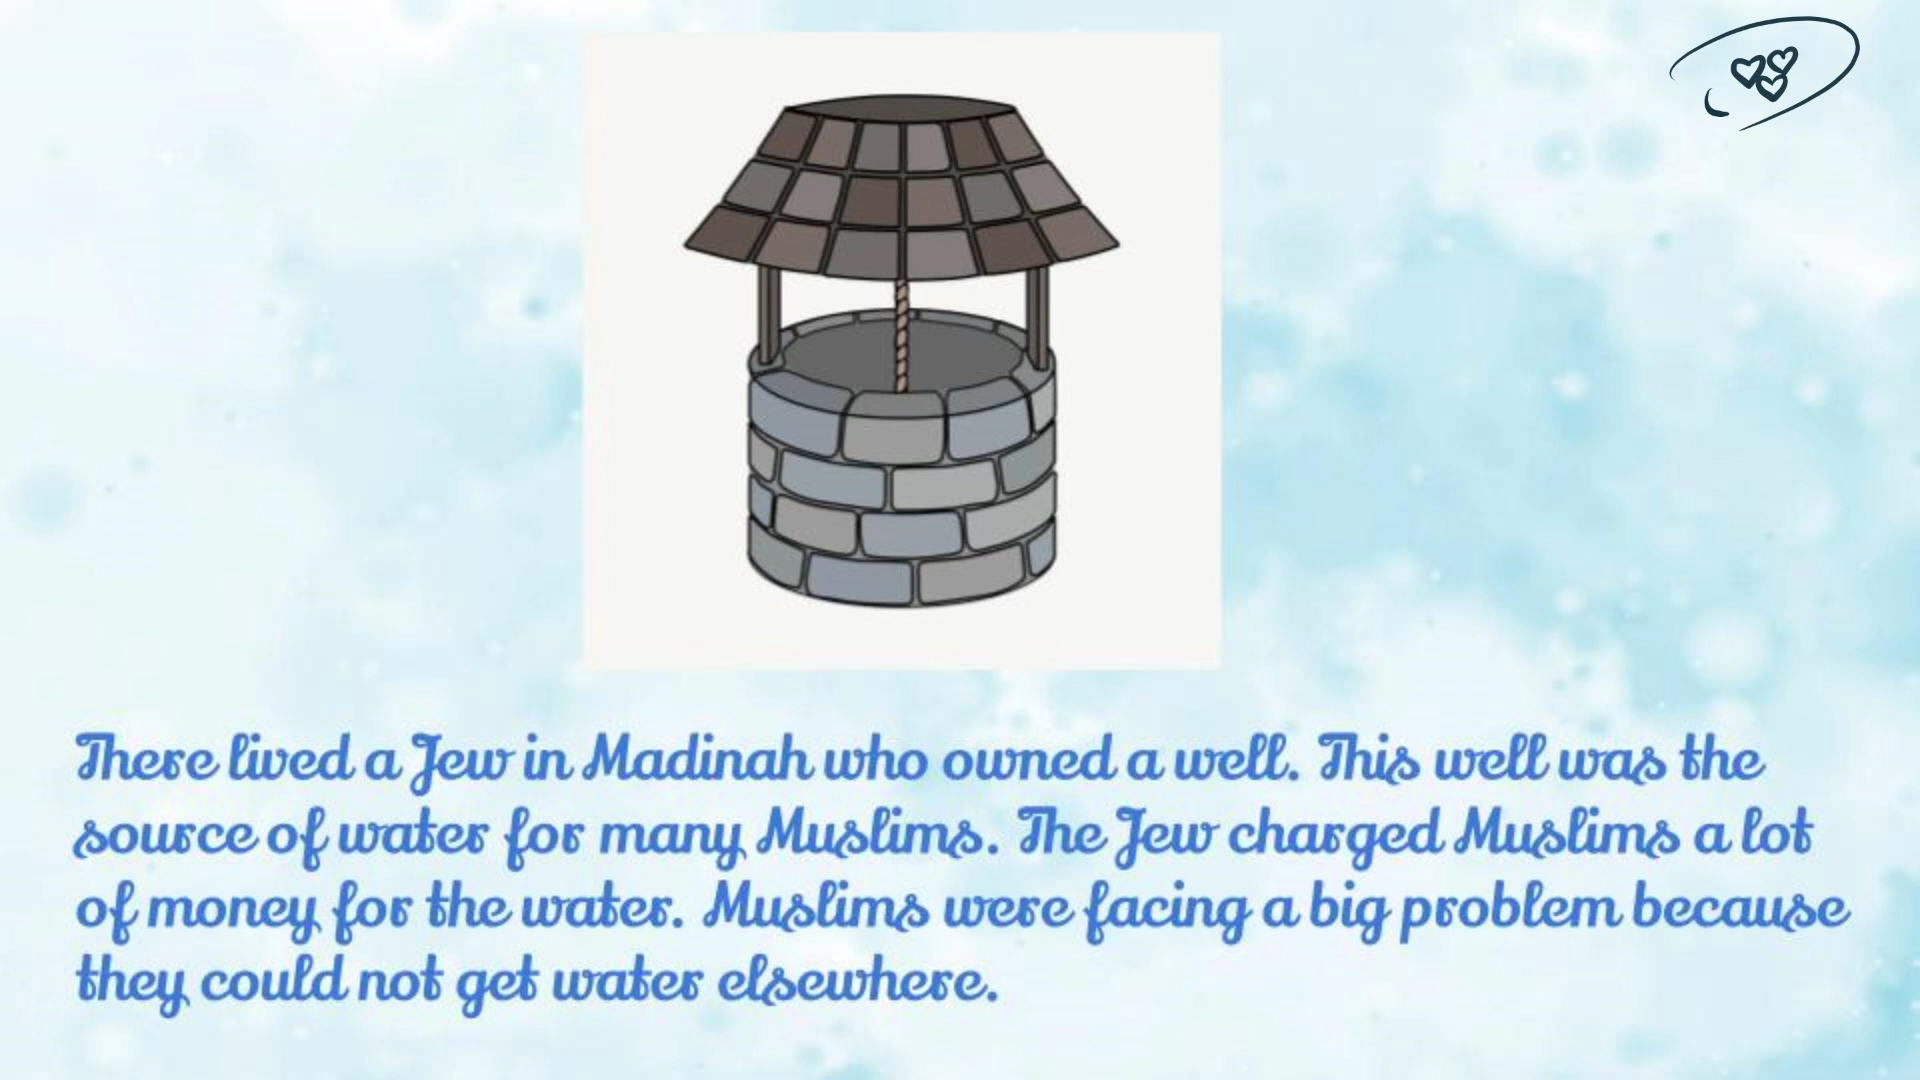 There lived a Jew in Madinah who owned a well. This well was the
source of water for many Muslims. The Jew charged Muslims a lot
of money for the water. Muslims were facing a big problem because
they could not get water elsewhere.